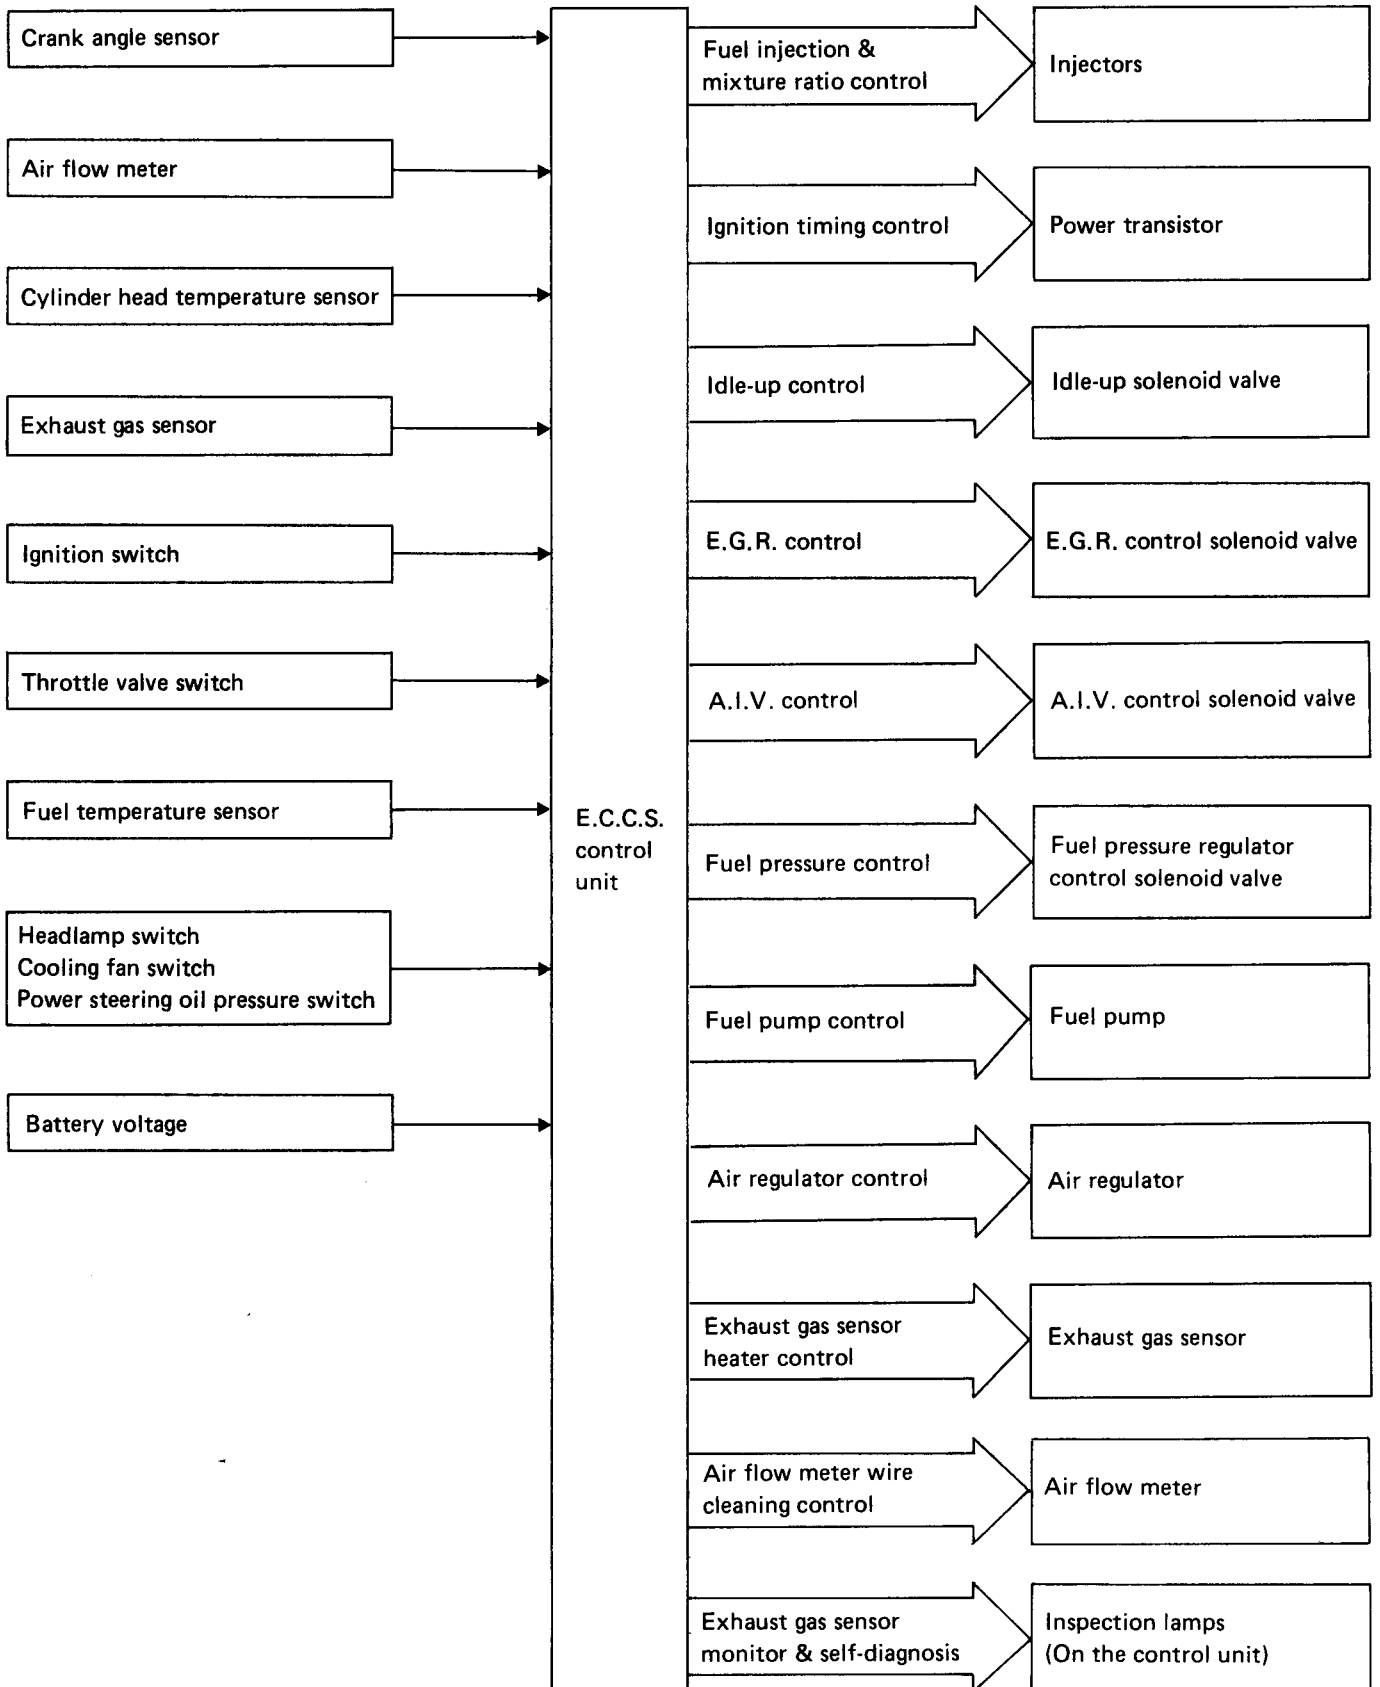 Crank angle sensor
Air flow meter
Cylinder head temperature sensor
Exhaust gas sensor
Ignition switch
Throttle valve switch
Fuel temperature sensor
Headlamp switch
Cooling fan switch
Power steering oil pressure switch
Battery voltage
E.C.C.S.
control
unit
Fuel injection &
mixture ratio control
Injectors
Ignition timing control
Power transistor
Idle-up control
Idle-up solenoid valve
E.G.R. control
E.G.R. control solenoid valve
A.I.V. control
A.I.V. control solenoid valve
Fuel pressure control
Fuel pressure regulator
control solenoid valve
Fuel pump control
Fuel pump
Air regulator control
Air regulator
Exhaust gas sensor
heater control
Exhaust gas sensor
Air flow meter wire
cleaning control
Air flow meter
Exhaust gas sensor
monitor & self-diagnosis
Inspection lamps
(On the control unit)